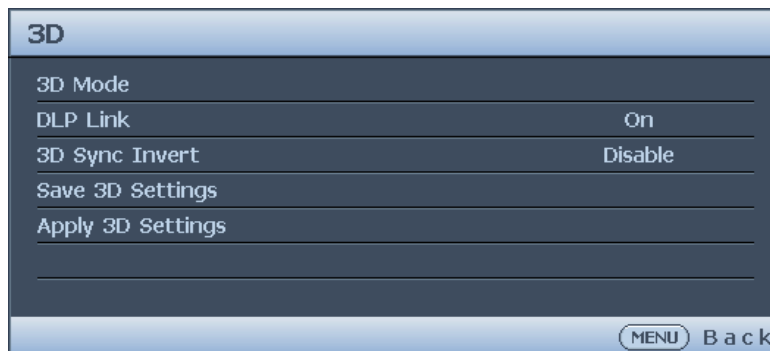 3D
3D Mode
DLP Link On
3D Sync Invert Disable
Save 3D Settings
Apply 3D Settings
MENU Back